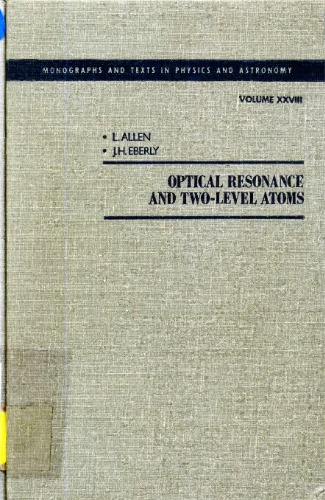 MONOGRAPHS AND TEXTS IN PHYSICS AND ASTRONOMY
VOLUME XXVIII
• L. ALLEN
• J.H. EBERLY
OPTICAL RESONANCE
AND TWO-LEVEL ATOMS